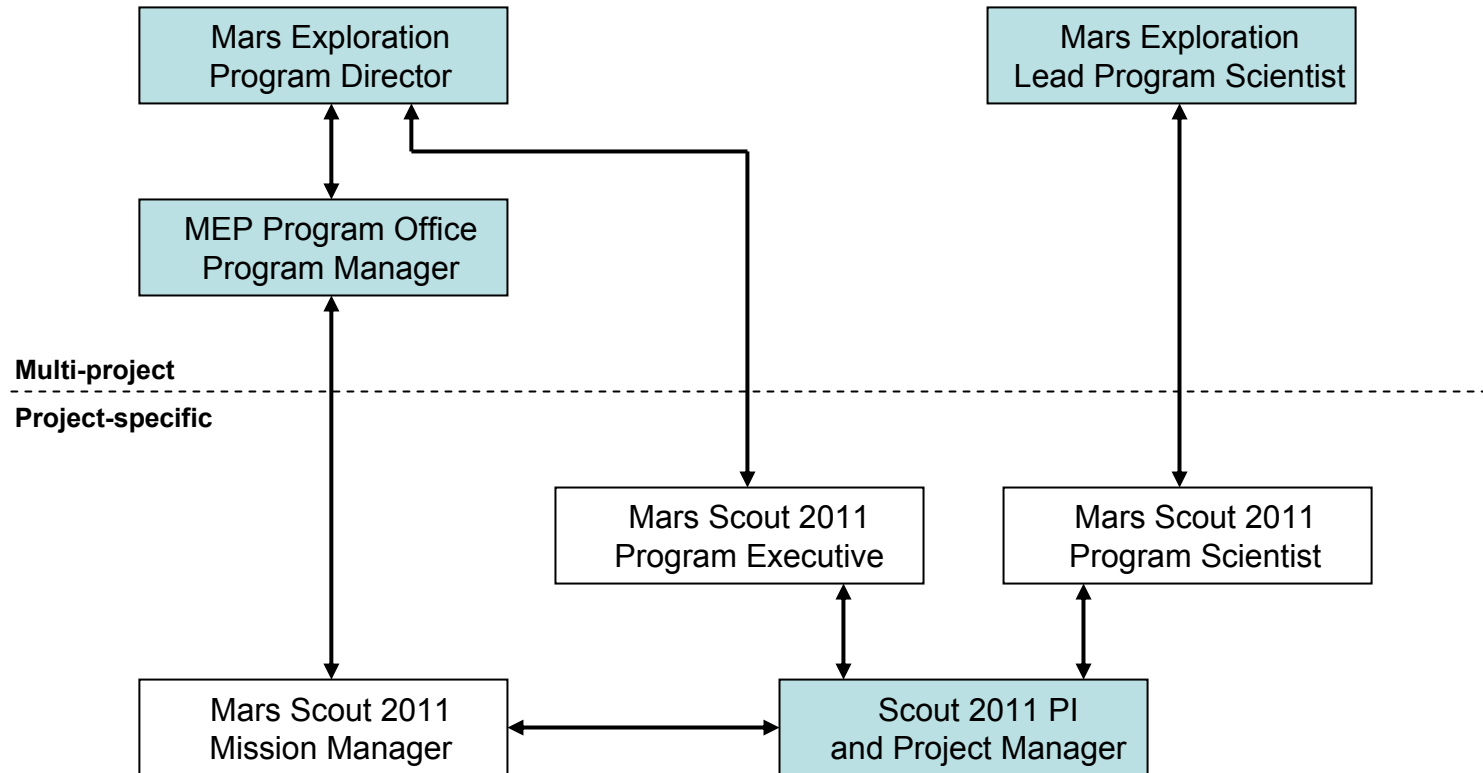 Mars Exploration
Program Director
Mars Exploration
Lead Program Scientist
MEP Program Office
Program Manager
Multi-project
Project-specific
Mars Scout 2011
Program Executive
Mars Scout 2011
Program Scientist
Mars Scout 2011
Mission Manager
Scout 2011 PI
and Project Manager